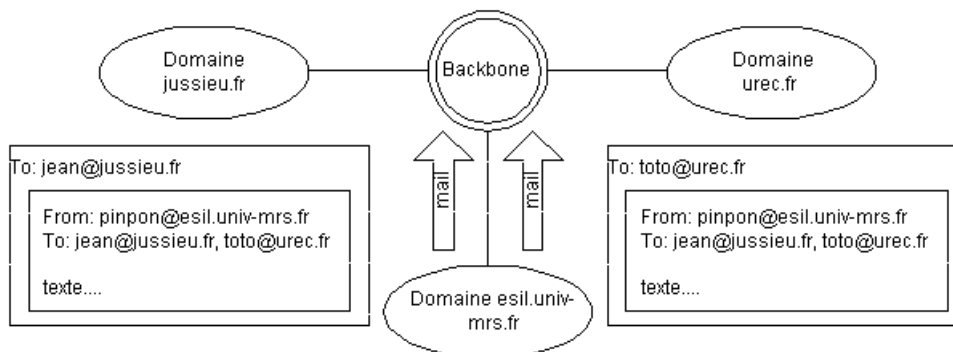 Domaine
jussieu.fr
Backbone
Domaine
urec.fr
To: jean@jussieu.fr
From: pinpon@esil.univ-mrs.fr
To: jean@jussieu.fr, toto@urec.fr
texte....
mail
mail
To: toto@urec.fr
From: pinpon@esil.univ-mrs.fr
To: jean@jussieu.fr, toto@urec.fr
texte....
Domaine esil.univ-
mrs.fr